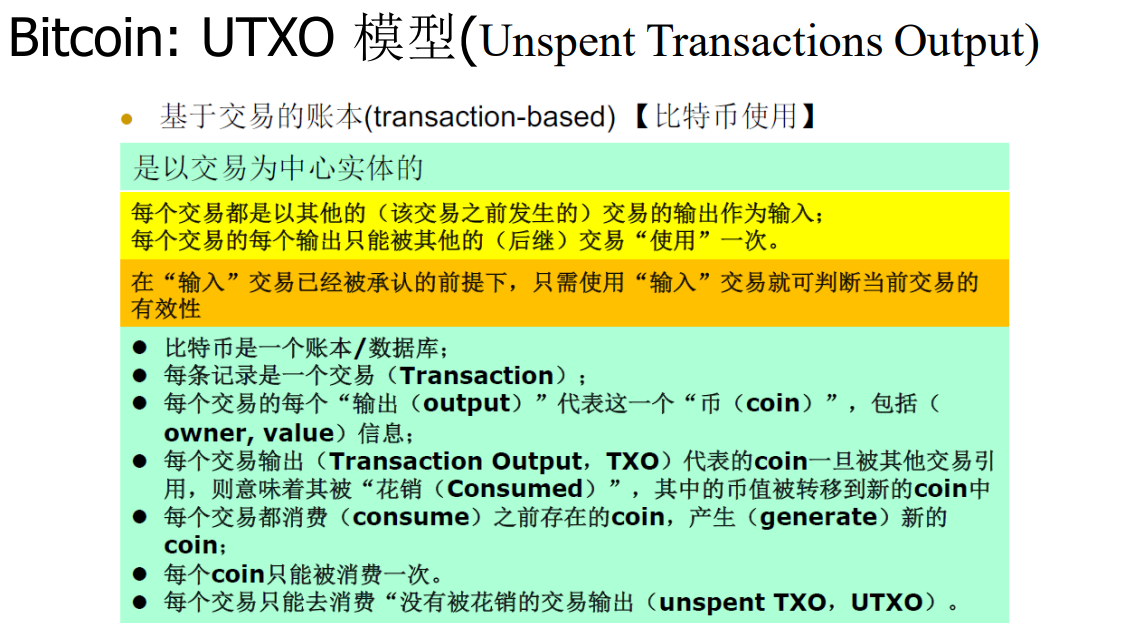 Bitcoin: UTXO 模型(Unspent Transactions Output)
基于交易的账本(transaction-based) 【比特币使用】
是以交易为中心实体的
每个交易都是以其他的（该交易之前发生的）交易的输出作为输入；
每个交易的每个输出只能被其他的（后继）交易“使用”一次。
在“输入”交易已经被承认的前提下，只需使用“输入”交易就可判断当前交易的
有效性
● 比特币是一个账本/数据库；
● 每条记录是一个交易（Transaction）；
● 每个交易的每个“输出（output）”代表这一个“币（coin）”，包括（
owner, value）信息；
● 每个交易输出（Transaction Output，TXO）代表的coin一旦被其他交易引
用，则意味着其被“花销（Consumed）”，其中的币值被转移到新的coin中
● 每个交易都消费（consume）之前存在的coin，产生（generate）新的
coin；
● 每个coin只能被消费一次。
● 每个交易只能去消费“没有被花销的交易输出（unspent TXO，UTXO）。